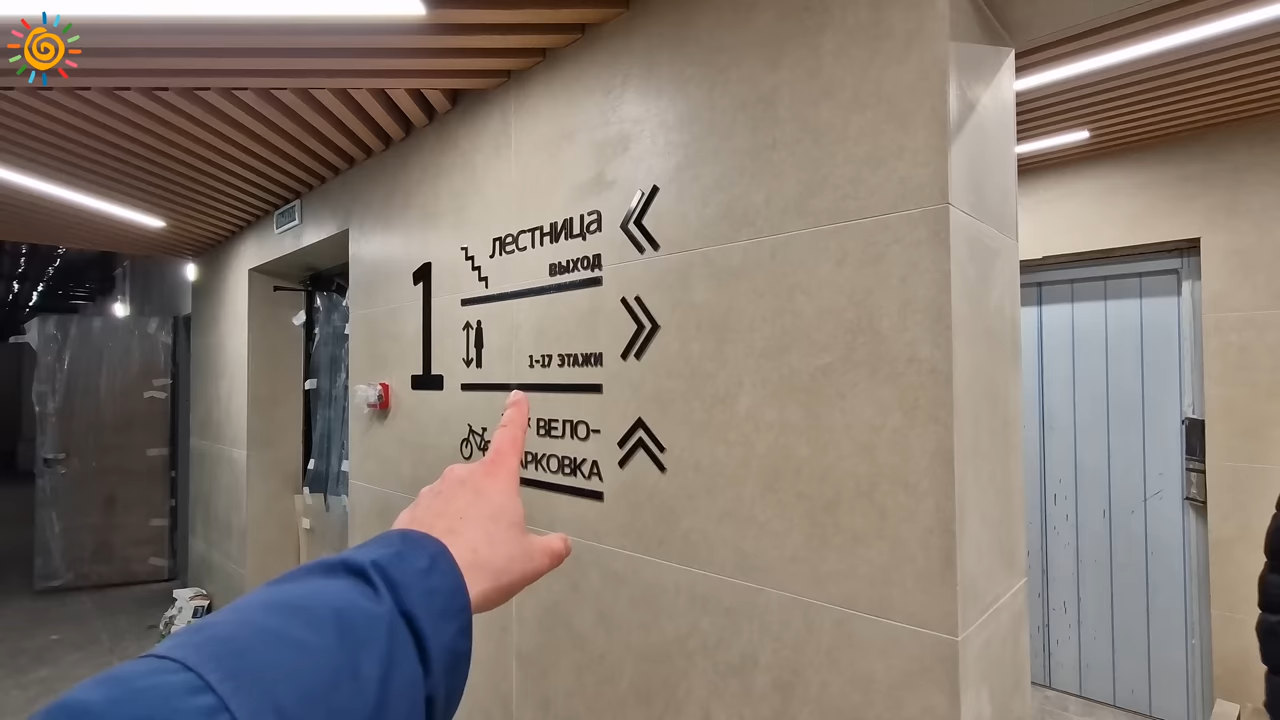 1
лестница
выход
1-17 этажи
вело-